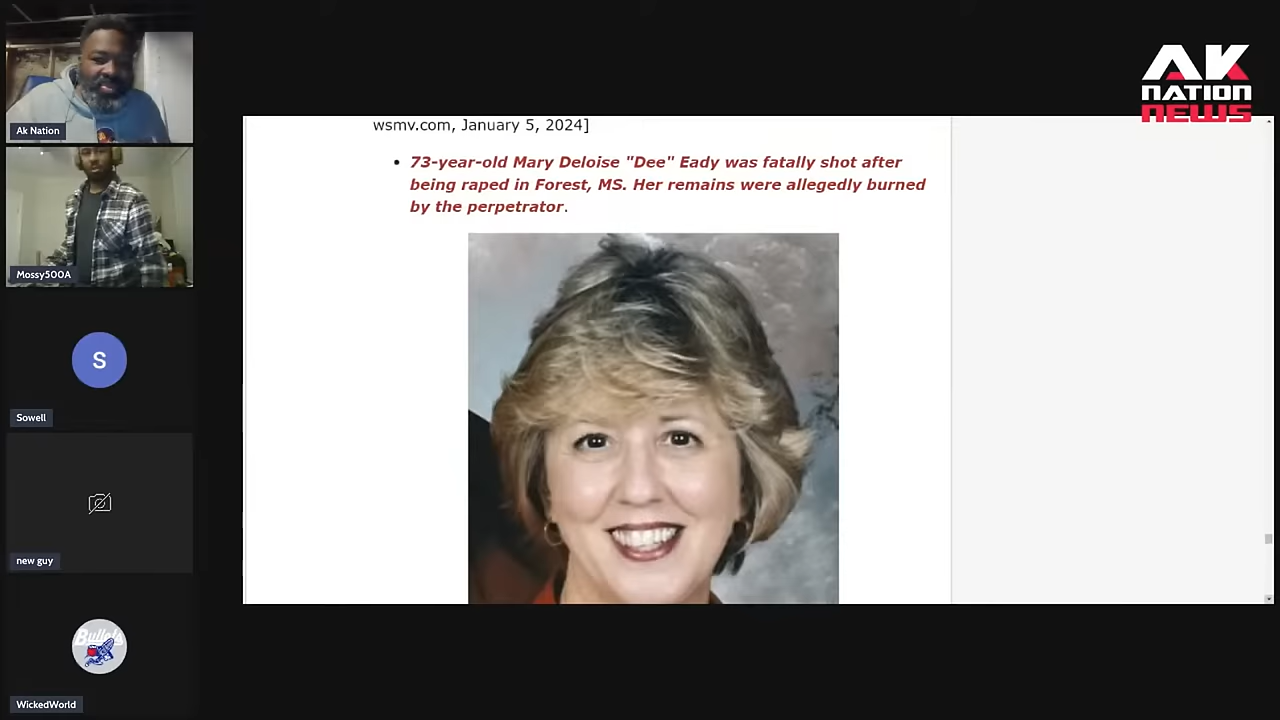 AK
NATION
NEWS
Ak Nation
wsmv.com, January 5, 2024]
• 73-year-old Mary Deloise "Dee" Eady was fatally shot after
being raped in Forest, MS. Her remains were allegedly burned
by the perpetrator.
Mossy500A
S
Sowell
new guy
Bullets
WickedWorld